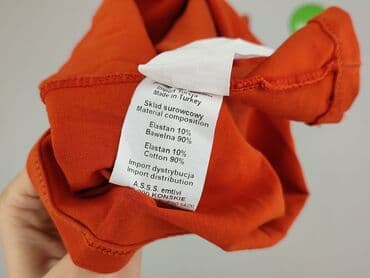 Made in Turkey
Skład surowcowy
Material composition
Elastan 10%
Bawełna 90%
Elastan 10%
Cotton 90%
Import dystrybucja
Import distribution
A.S.S.S. emtivi
KONSKIE